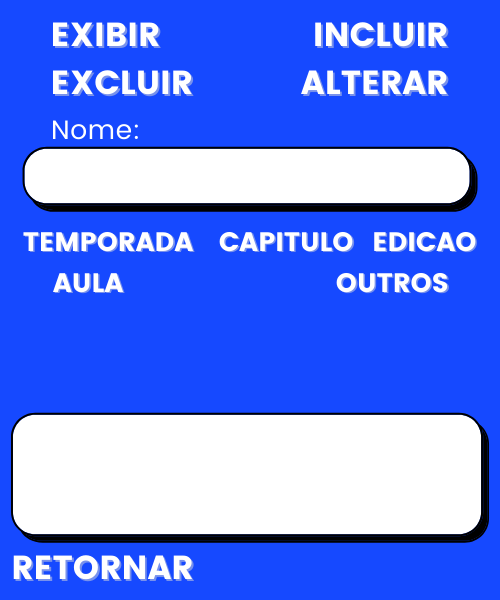 EXIBIR INCLUIR
EXCLUIR ALTERAR
Nome:
TEMPORADA CAPITULO EDICAO
AULA OUTROS
RETORNAR